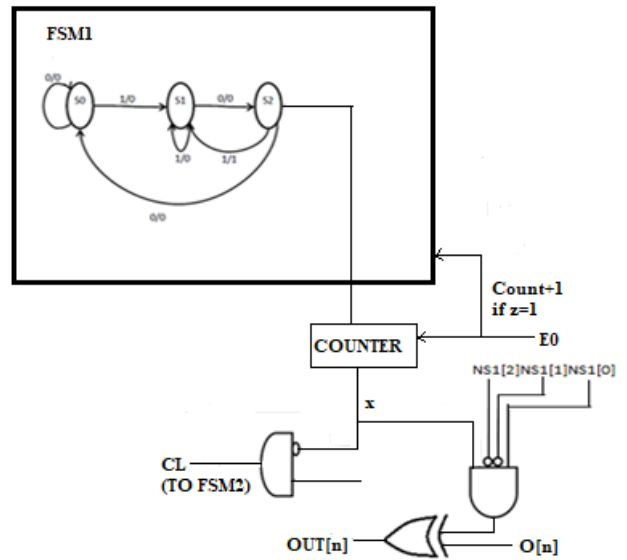 FSM1
0/0
S0
1/0
S1
0/0
S2
1/0
1/1
0/0
Count+1
if z=1
COUNTER
E0
NS1[2]NS1[1]NS1[0]
x
CL
(TO FSM2)
OUT[n]
O[n]